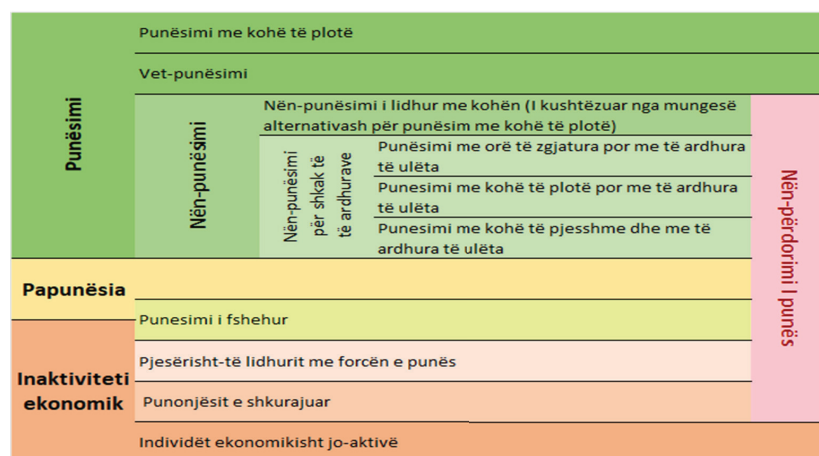 Punësimi
Punësimi me kohë të plotë
Vet-punësimi
Nën-punësimi
Nën-punësimi i lidhur me kohën (I kushtëzuar nga mungesë
alternativash për punësim me kohë të plotë)
Nën-punësimi
për shkak të
të ardhurave
Punësimi me orë të zgjatura por me të ardhura
të ulëta
Punesimi me kohë të plotë por me të ardhura
të ulëta
Punesimi me kohë të pjesshme dhe me të
ardhura të ulëta
Nën-përdorimi I punës
Papunësia
Punesimi i fshehur
Inaktiviteti
ekonomik
Pjesërisht-të lidhurit me forcën e punës
Punonjësit e shkurajuar
Individët ekonomikisht jo-aktivë